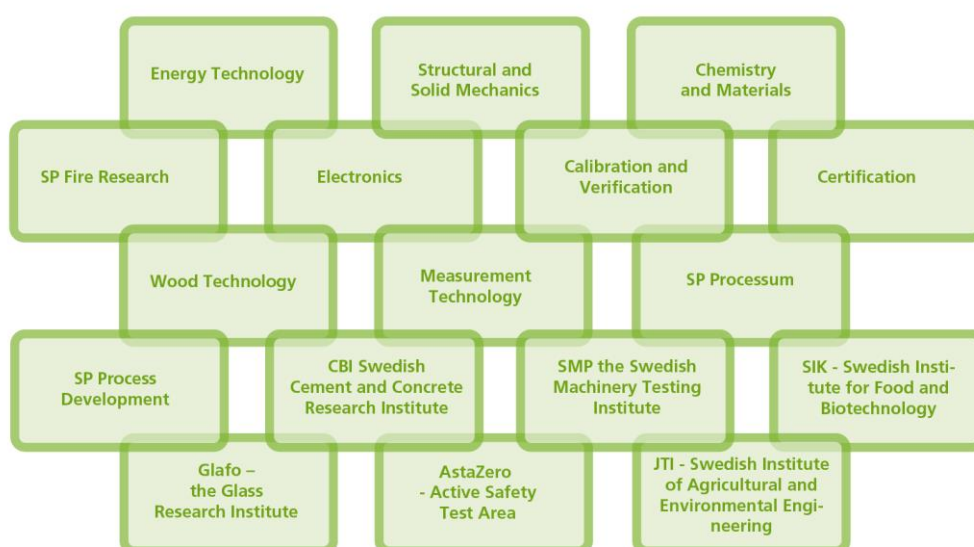 Energy Technology
Structural and
Solid Mechanics
Chemistry
and Materials
SP Fire Research
Electronics
Calibration and
Verification
Certification
Wood Technology
Measurement
Technology
SP Processum
SP Process
Development
CBI Swedish
Cement and Concrete
Research Institute
SMP the Swedish
Machinery Testing
Institute
SIK - Swedish Insti-
tute for Food and
Biotechnology
Glafo –
the Glass
Research Institute
AstaZero
- Active Safety
Test Area
JTI - Swedish Institute
of Agricultural and
Environmental Engi-
neering